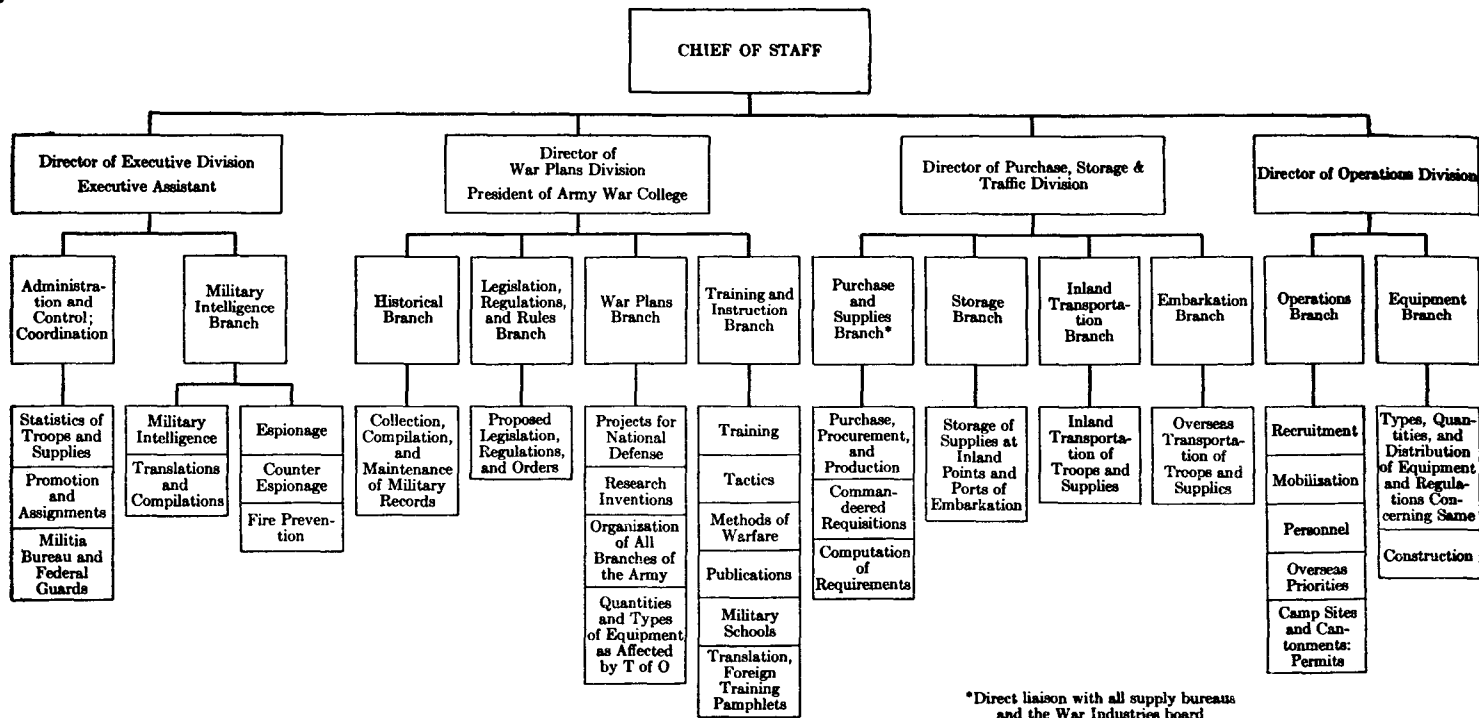 CHIEF OF STAFF
Director of Executive Division
Executive Assistant
Director of
War Plans Division
President of Army War College
Director of Purchase, Storage &
Traffic Division
Director of Operations Division
Administra-
tion and
Control;
Coordination
Military
Intelligence
Branch
Historical
Branch
Legislation,
Regulations,
and Rules
Branch
War Plans
Branch
Training and
Instruction
Branch
Purchase
and
Supplies
Branch*
Storage
Branch
Inland
Transporta-
tion
Branch
Embarkation
Branch
Operations
Branch
Equipment
Branch
Statistics of
Troops and
Supplies
Promotion
and
Assignments
Militia
Bureau and
Federal
Guards
Military
Intelligence
Translations
and
Compilations
Espionage
Counter
Espionage
Fire Preven-
tion
Collection,
Compilation,
and
Maintenance
of Military
Records
Proposed
Legislation,
Regulations,
and Orders
Projects for
National
Defense
Research
Inventions
Organization
of All
Branches of
the Army
Quantities
and Types
of Equipment
as Affected
by T of O
Training
Tactics
Methods of
Warfare
Publications
Military
Schools
Translation,
Foreign
Training
Pamphlets
Purchase,
Procurement,
and
Production
Comman-
deered
Requisitions
Computation
of
Requirements
Storage of
Supplies at
Inland
Points and
Ports of
Embarkation
Inland
Transporta-
tion of
Troops and
Supplies
Overseas
Transporta-
tion of
Troops and
Supplies
Recruitment
Mobilization
Personnel
Overseas
Priorities
Camp Sites
and Can-
tonments:
Permits
Types, Quan-
tities, and
Distribution
of Equipment
and Regula-
tions Con-
cerning Same
Construction
*Direct liaison with all supply bureaus
and the War Industries board